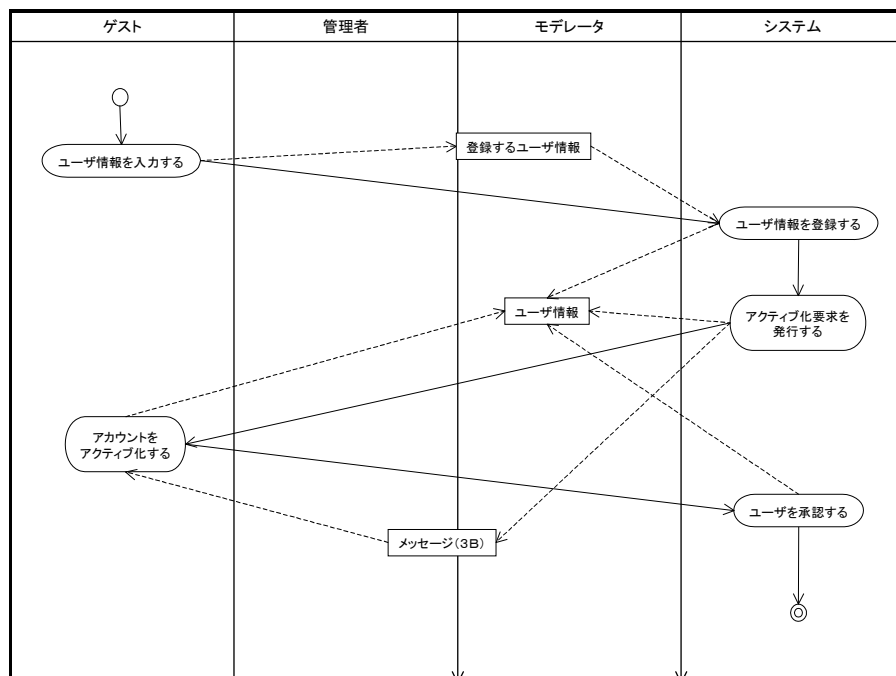 ゲスト
管理者
モデレータ
システム
ユーザ情報を入力する
登録するユーザ情報
ユーザ情報を登録する
ユーザ情報
アクティブ化要求を
発行する
アカウントを
アクティブ化する
ユーザを承認する
メッセージ(3B)